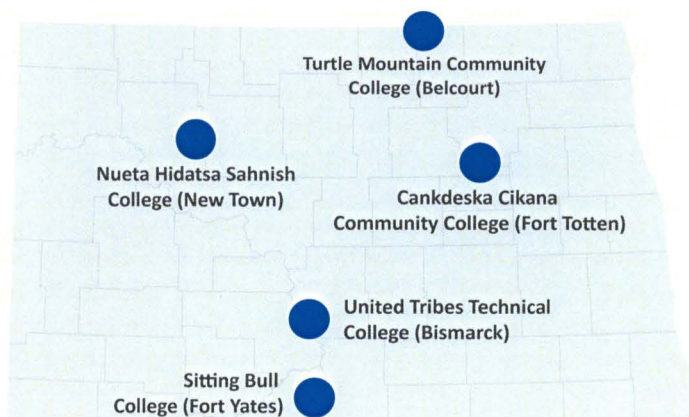 Turtle Mountain Community
College (Belcourt)
Nueta Hidatsa Sahnish
College (New Town)
Cankdeska Cikana
Community College (Fort Totten)
United Tribes Technical
College (Bismarck)
Sitting Bull
College (Fort Yates)